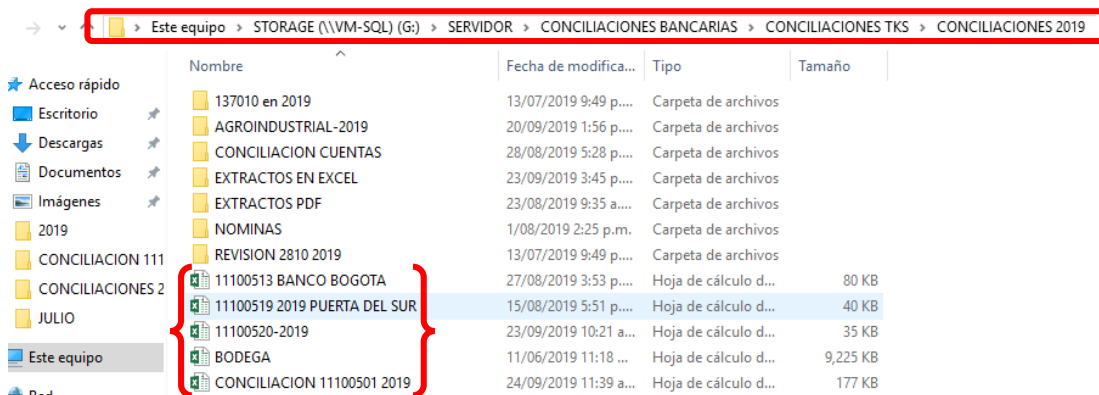 Este equipo > STORAGE (\\VM-SQL) (G:) > SERVIDOR > CONCILIACIONES BANCARIAS > CONCILIACIONES TKS > CONCILIACIONES 2019
Nombre Fecha de modifica... Tipo Tamaño
Acceso rápido
Escritorio
Descargas
Documentos
Imágenes
2019
CONCILIACION 111
CONCILIACIONES 2
JULIO
Este equipo
137010 en 2019 13/07/2019 9:49 p.... Carpeta de archivos
AGROINDUSTRIAL-2019 20/09/2019 1:56 p.... Carpeta de archivos
CONCILIACION CUENTAS 28/08/2019 5:28 p.... Carpeta de archivos
EXTRACTOS EN EXCEL 23/09/2019 3:45 p.... Carpeta de archivos
EXTRACTOS PDF 23/08/2019 9:35 a.... Carpeta de archivos
NOMINAS 1/08/2019 2:25 p.m. Carpeta de archivos
REVISION 2810 2019 13/07/2019 9:49 p.... Carpeta de archivos
11100513 BANCO BOGOTA 27/08/2019 3:53 p.... Hoja de cálculo d... 80 KB
11100519 2019 PUERTA DEL SUR 15/08/2019 5:51 p.... Hoja de cálculo d... 40 KB
11100520-2019 23/09/2019 10:21 a... Hoja de cálculo d... 35 KB
BODEGA 11/06/2019 11:18 ... Hoja de cálculo d... 9,225 KB
CONCILIACION 11100501 2019 24/09/2019 11:39 a... Hoja de cálculo d... 177 KB